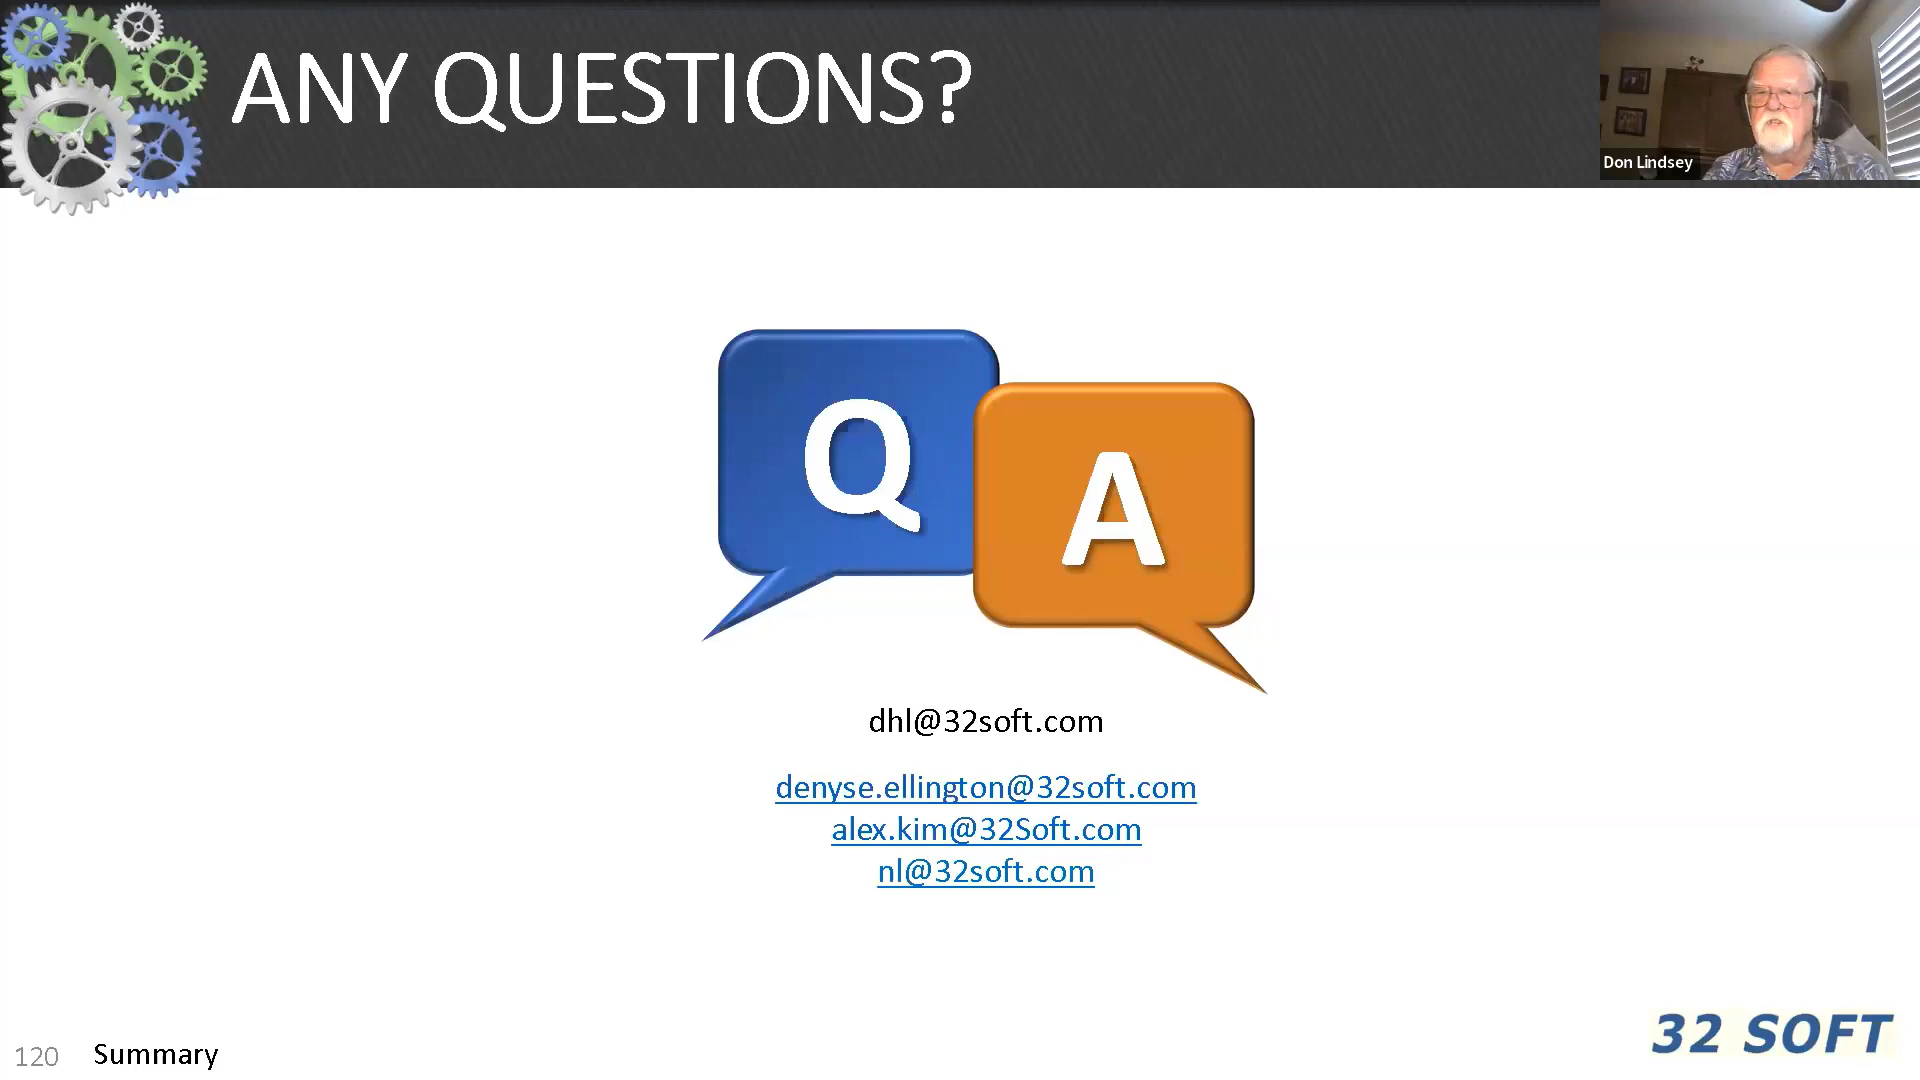 ANY QUESTIONS?
Don Lindsey
Q
A
dhl@32soft.com
denyse.ellington@32soft.com
alex.kim@32Soft.com
nl@32soft.com
120 Summary
32 SOFT